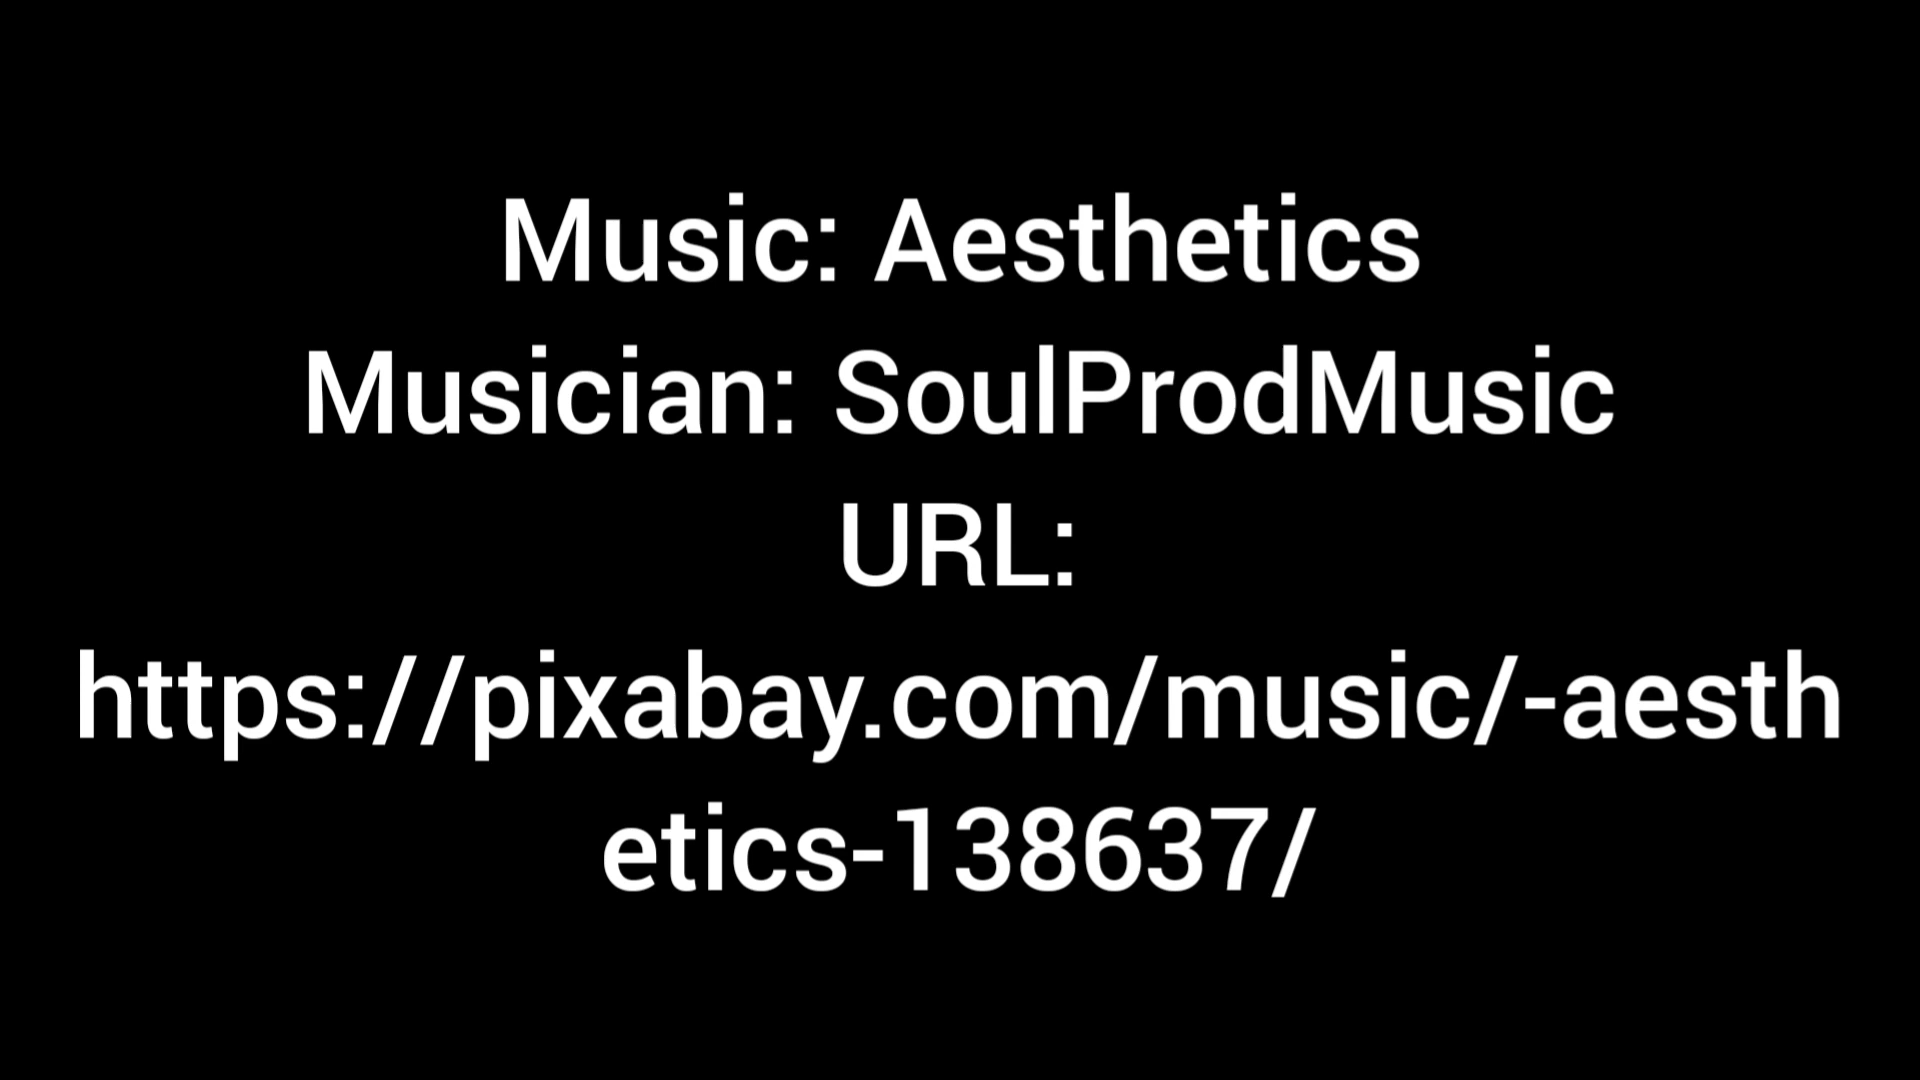 Music: Aesthetics
Musician: SoulProdMusic
URL:
https://pixabay.com/music/-aesth
etics-138637/